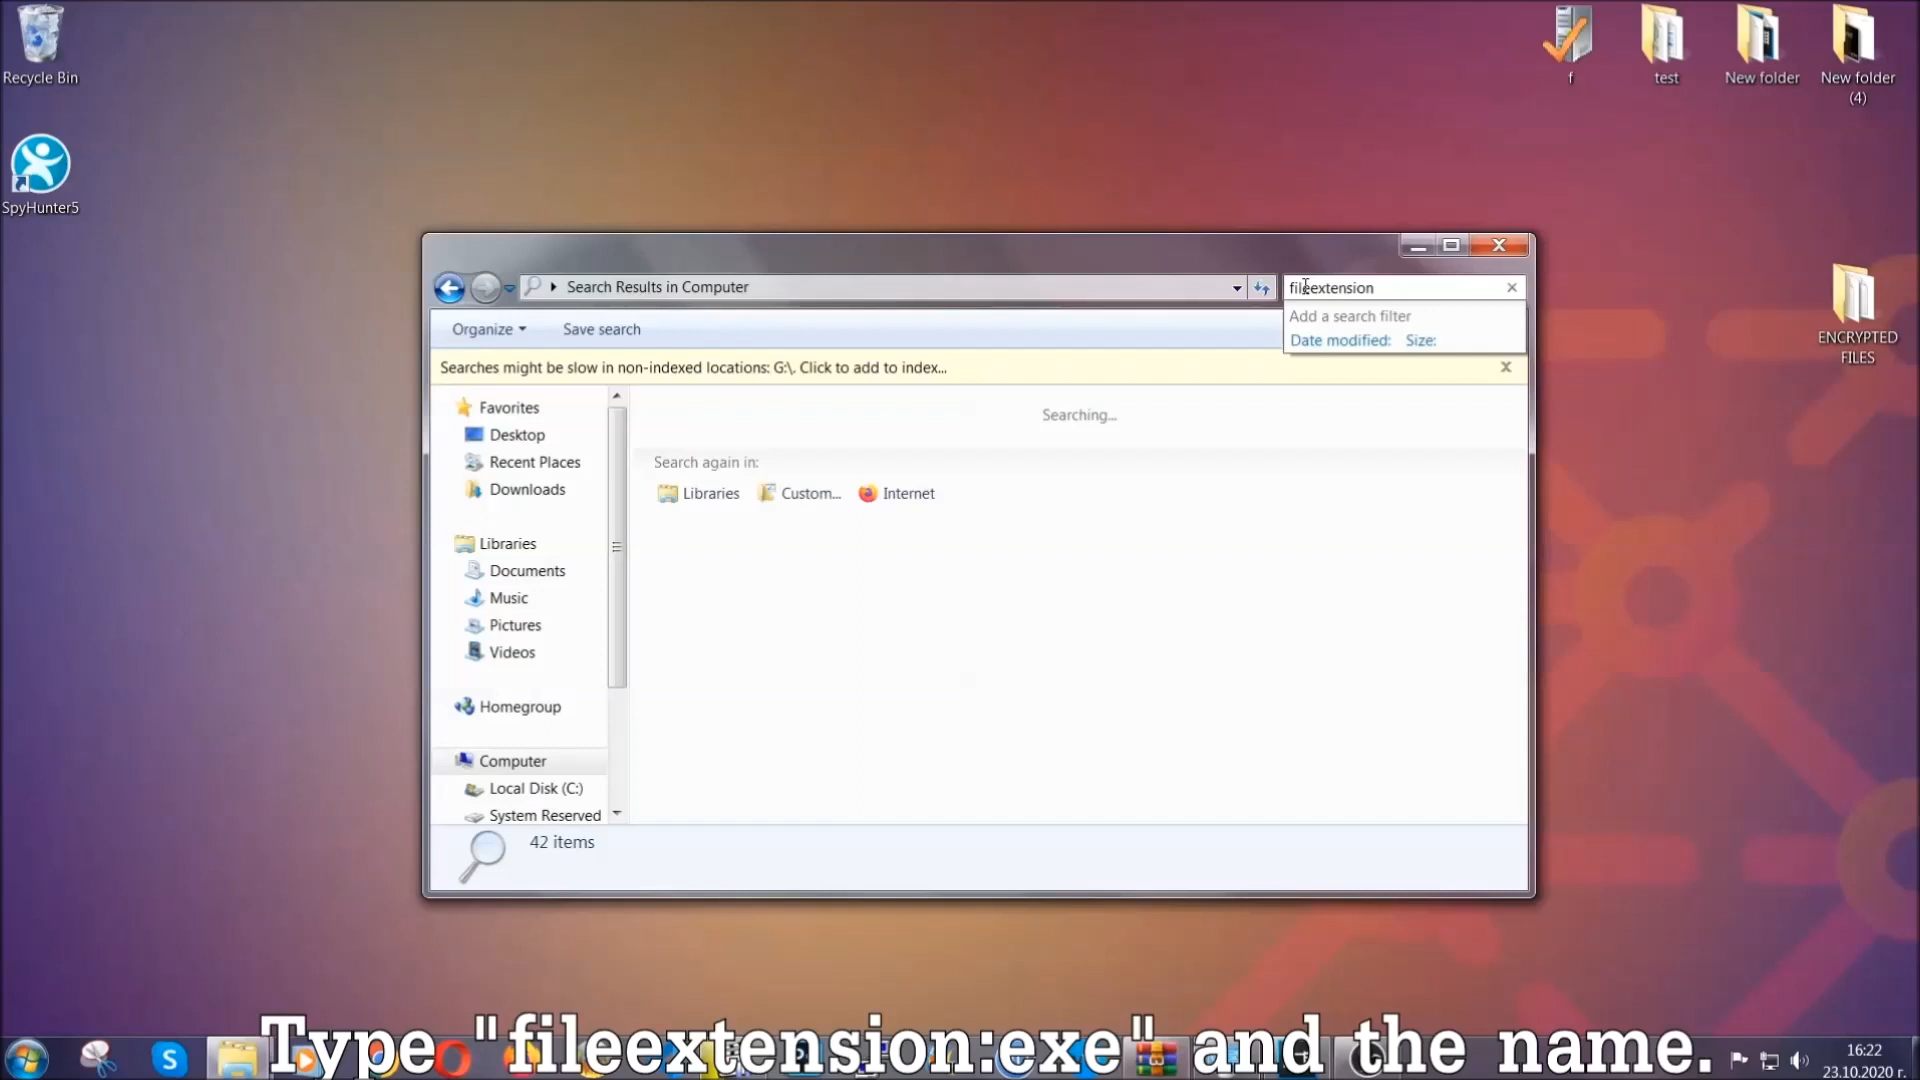 Recycle Bin
f
test
New folder
New folder
(4)
SpyHunter5
Search Results in Computer
fileextension
Add a search filter
Date modified: Size:
Organize
Save search
Searches might be slow in non-indexed locations: G:\. Click to add to index...
ENCRYPTED
FILES
Favorites
Desktop
Recent Places
Downloads
Searching...
Search again in:
Libraries
Custom...
Internet
Libraries
Documents
Music
Pictures
Videos
Homegroup
Computer
Local Disk (C:)
System Reserved
42 items
Type "fileextension:exe" and the name.
16:22
23.10.2020 г.